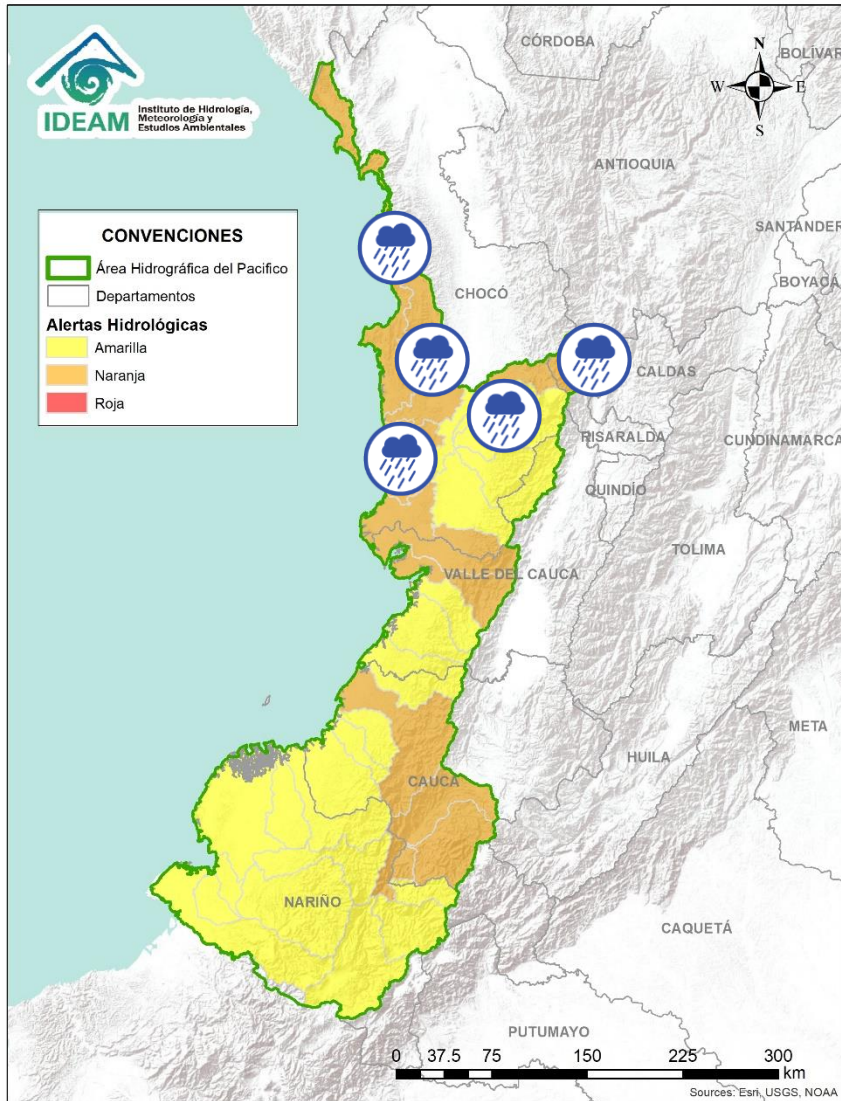 IDEAM
Instituto de Hidrología,
Meteorología y
Estudios Ambientales
CÓRDOBA
BOLÍVAR
N
W
E
S
ANTIOQUIA
SANTANDER
BOYACÁ
CONVENCIONES
Área Hidrográfica del Pacifico
Departamentos
Alertas Hidrológicas
Amarilla
Naranja
Roja
CHOCÓ
CALDAS
RISARALDA
CUNDINAMARCA
QUINDÍO
TOLIMA
VALLE DEL CAUCA
META
HUILA
CAUCA
NARIÑO
CAQUETÁ
PUTUMAYO
0 37.5 75 150 225 300
km
Sources: Esri, USGS, NOAA